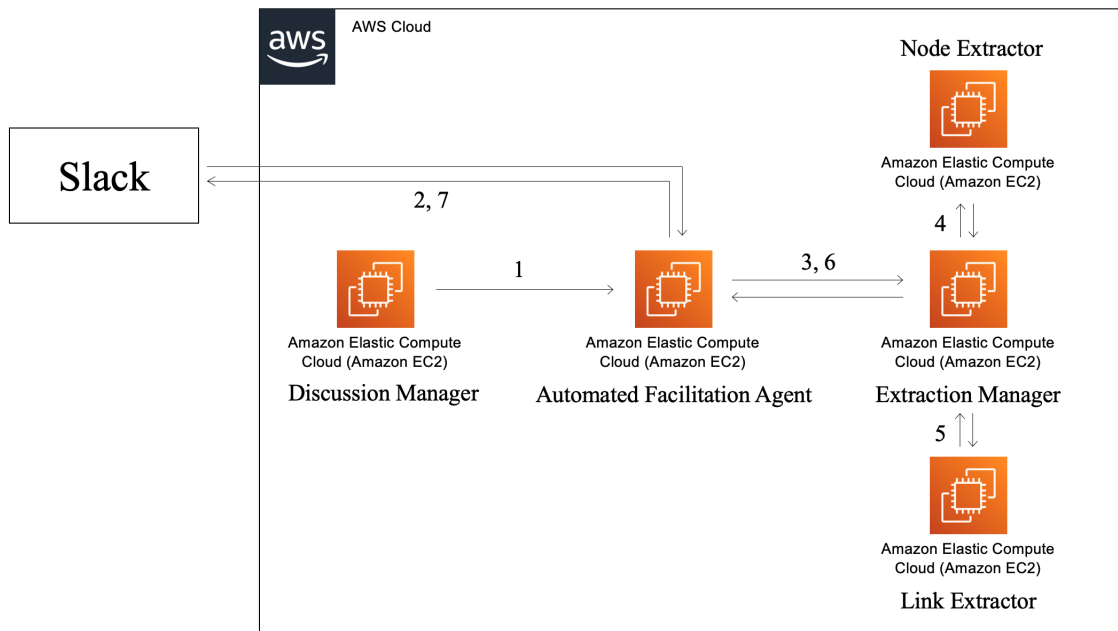 aws
AWS Cloud
Node Extractor
Amazon Elastic Compute
Cloud (Amazon EC2)
Slack
2, 7
4
1
3, 6
Amazon Elastic Compute
Cloud (Amazon EC2)
Discussion Manager
Amazon Elastic Compute
Cloud (Amazon EC2)
Automated Facilitation Agent
Amazon Elastic Compute
Cloud (Amazon EC2)
Extraction Manager
5
Amazon Elastic Compute
Cloud (Amazon EC2)
Link Extractor